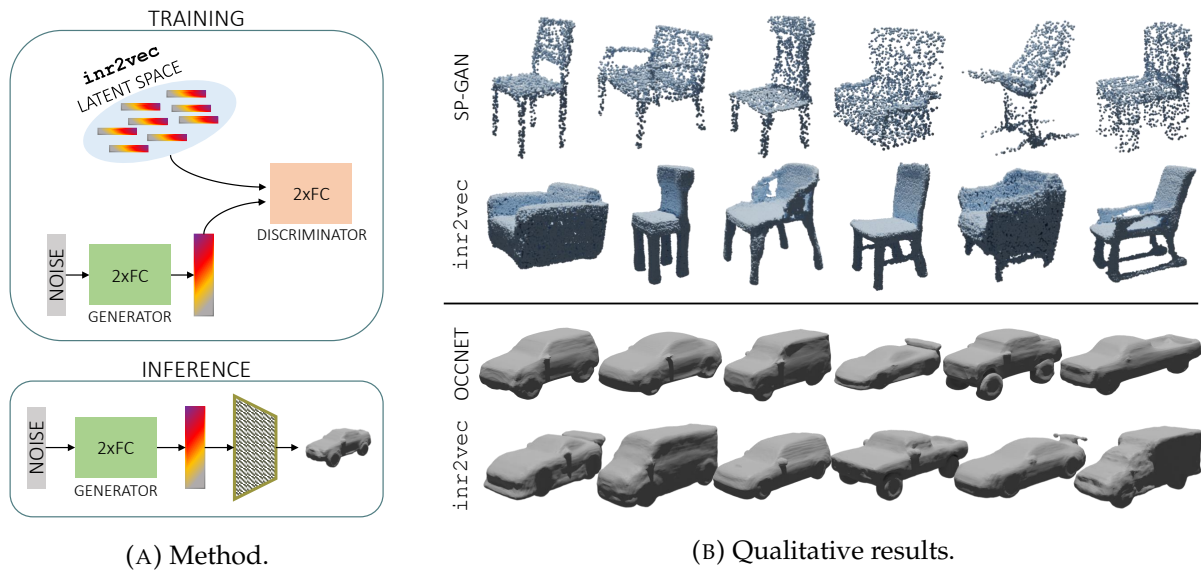 TRAINING
inr2vec
LATENT SPACE
2xFC
DISCRIMINATOR
NOISE
2xFC
GENERATOR
INFERENCE
NOISE
2xFC
GENERATOR
(A) Method.
SP-GAN
inr2vec
OCCNET
inr2vec
(B) Qualitative results.